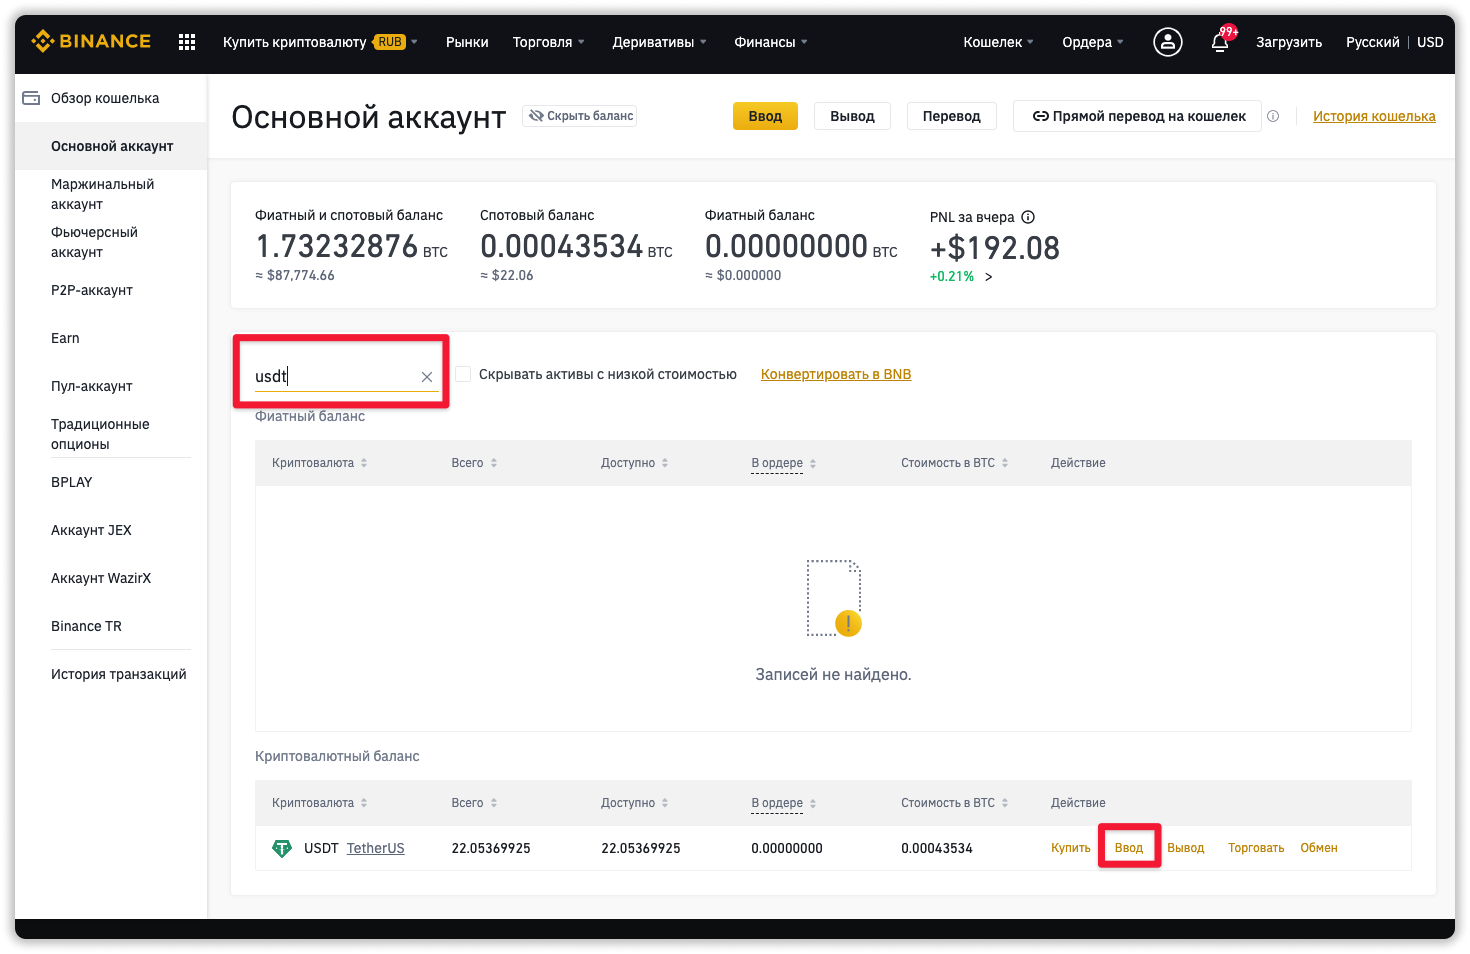 BINANCE
Купить криптовалюту RUB
Рынки
Торговля
Деривативы
Финансы
Кошелек
Ордера
99+
Загрузить
Русский | USD
Обзор кошелька
Основной аккаунт
Маржинальный
аккаунт
Фьючерсный
аккаунт
P2P-аккаунт
Earn
Пул-аккаунт
Традиционные
опционы
BPLAY
Аккаунт JEX
Аккаунт WazirX
Binance TR
История транзакций
Основной аккаунт
Скрыть баланс
Ввод
Вывод
Перевод
Прямой перевод на кошелек
История кошелька
Фиатный и спотовый баланс
1.73232876 BTC
≈ $87,774.66
Спотовый баланс
0.00043534 BTC
≈ $22.06
Фиатный баланс
0.00000000 BTC
≈ $0.000000
PNL за вчера
+$192.08
+0.21% >
usdt
Скрывать активы с низкой стоимостью
Конвертировать в BNB
Фиатный баланс
Криптовалюта Всего Доступно В ордере Стоимость в BTC Действие
Записей не найдено.
Криптовалютный баланс
Криптовалюта Всего Доступно В ордере Стоимость в BTC Действие
USDT TetherUS 22.05369925 22.05369925 0.00000000 0.00043534 Купить Ввод Вывод Торговать Обмен